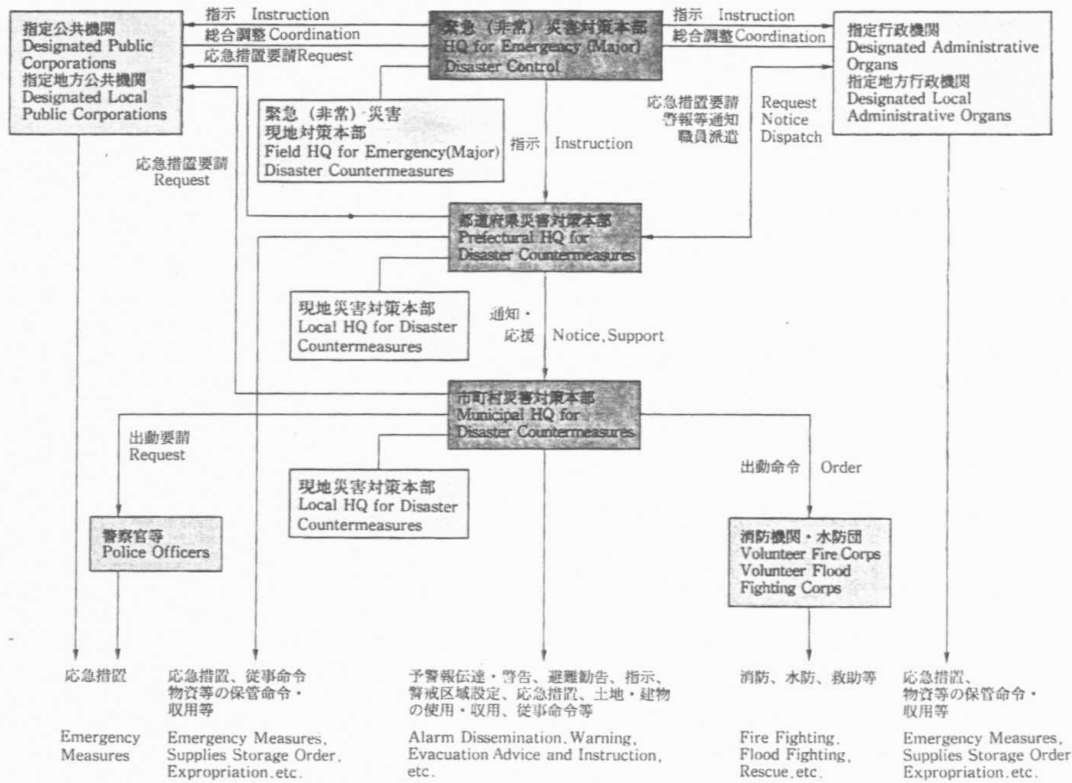 指定公共機関
Designated Public
Corporations
指定地方公共機関
Designated Local
Public Corporations
指示 Instruction
総合調整 Coordination
応急措置要請 Request
緊急（非常）災害対策本部
HQ for Emergency (Major)
Disaster Control
指示 Instruction
総合調整 Coordination
指定行政機関
Designated Administrative
Organs
指定地方行政機関
Designated Local
Administrative Organs
緊急（非常）災害
現地対策本部
Field HQ for Emergency(Major)
Disaster Countermeasures
指示 Instruction
応急措置要請 Request
警報等通知 Notice
職員派遣 Dispatch
応急措置要請
Request
都道府県災害対策本部
Prefectural HQ for
Disaster Countermeasures
現地災害対策本部
Local HQ for Disaster
Countermeasures
通知・
応援 Notice,Support
市町村災害対策本部
Municipal HQ for
Disaster Countermeasures
出動要請
Request
現地災害対策本部
Local HQ for Disaster
Countermeasures
出動命令 Order
警察官等
Police Officers
消防機関・水防団
Volunteer Fire Corps
Volunteer Flood
Fighting Corps
応急措置
Emergency
Measures
応急措置、従事命令
物資等の保管命令・
収用等
Emergency Measures,
Supplies Storage Order,
Expropriation,etc.
予警報伝達・警告、避難勧告、指示、
警戒区域設定、応急措置、土地・建物
の使用・収用、従事命令等
Alarm Dissemination,Warning,
Evacuation Advice and Instruction,
etc.
消防、水防、救助等
Fire Fighting,
Flood Fighting,
Rescue,etc.
応急措置、
物資等の保管命令・
収用等
Emergency Measures,
Supplies Storage Order
Expropriation.etc.